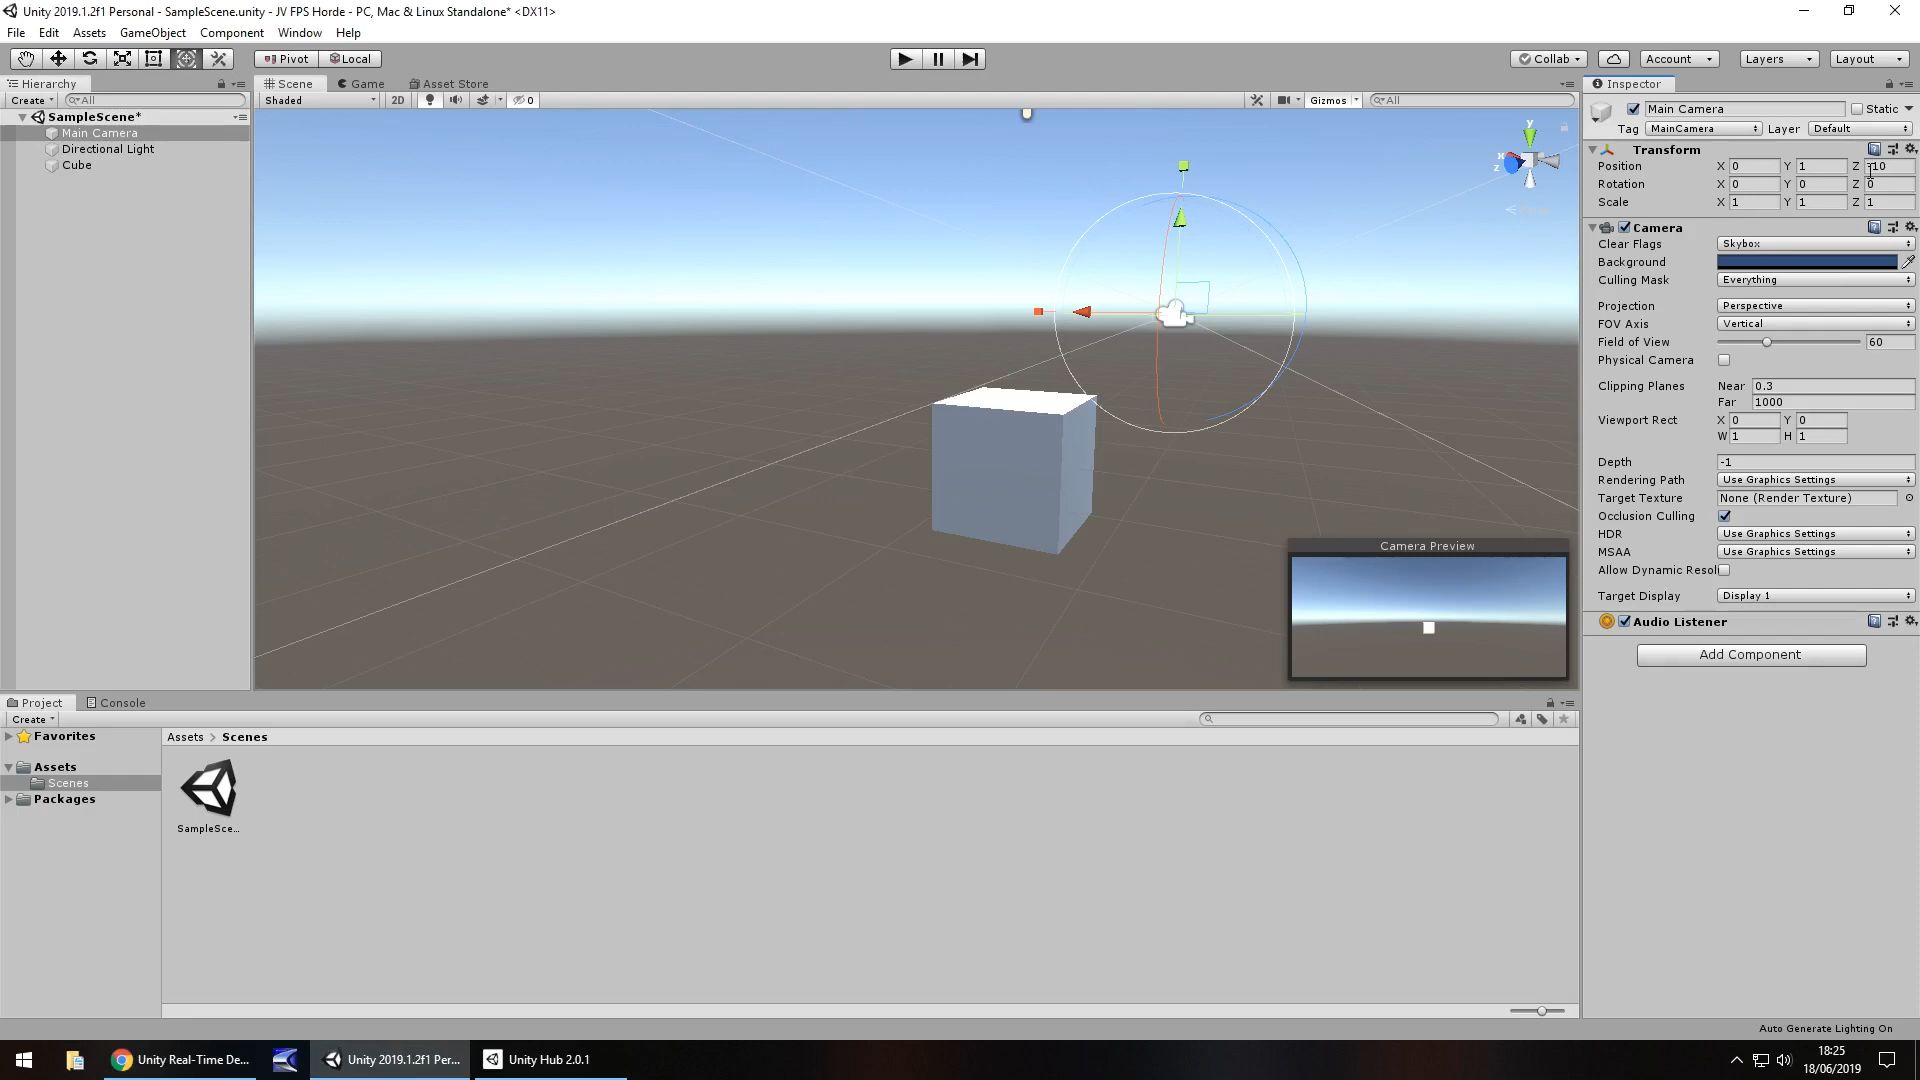 Unity 2019.1.2f1 Personal - SampleScene.unity - JV FPS Horde - PC, Mac & Linux Standalone* <DX11>
File Edit Assets GameObject Component Window Help
Pivot Local Collab Account Layers Layout
Hierarchy Scene Game Asset Store Inspector
Create All Shaded 2D 0 Gizmos All
SampleScene*
Main Camera
Directional Light
Cube
y
x
z
Main Camera Static
Tag MainCamera Layer Default
Transform
Position X 0 Y 1 Z -10
Rotation X 0 Y 0 Z 0
Scale X 1 Y 1 Z 1
Camera
Clear Flags Skybox
Background
Culling Mask Everything
Projection Perspective
FOV Axis Vertical
Field of View 60
Physical Camera
Clipping Planes Near 0.3
Far 1000
Viewport Rect X 0 Y 0
W 1 H 1
Depth -1
Rendering Path Use Graphics Settings
Target Texture None (Render Texture)
Occlusion Culling
HDR Use Graphics Settings
MSAA Use Graphics Settings
Allow Dynamic Resol
Target Display Display 1
Audio Listener
Add Component
Camera Preview
Project Console
Create
Favorites
Assets
Scenes
Packages
Assets > Scenes
SampleSce...
Auto Generate Lighting On
Unity Real-Time De...
Unity 2019.1.2f1 Per...
Unity Hub 2.0.1
18:25
18/06/2019